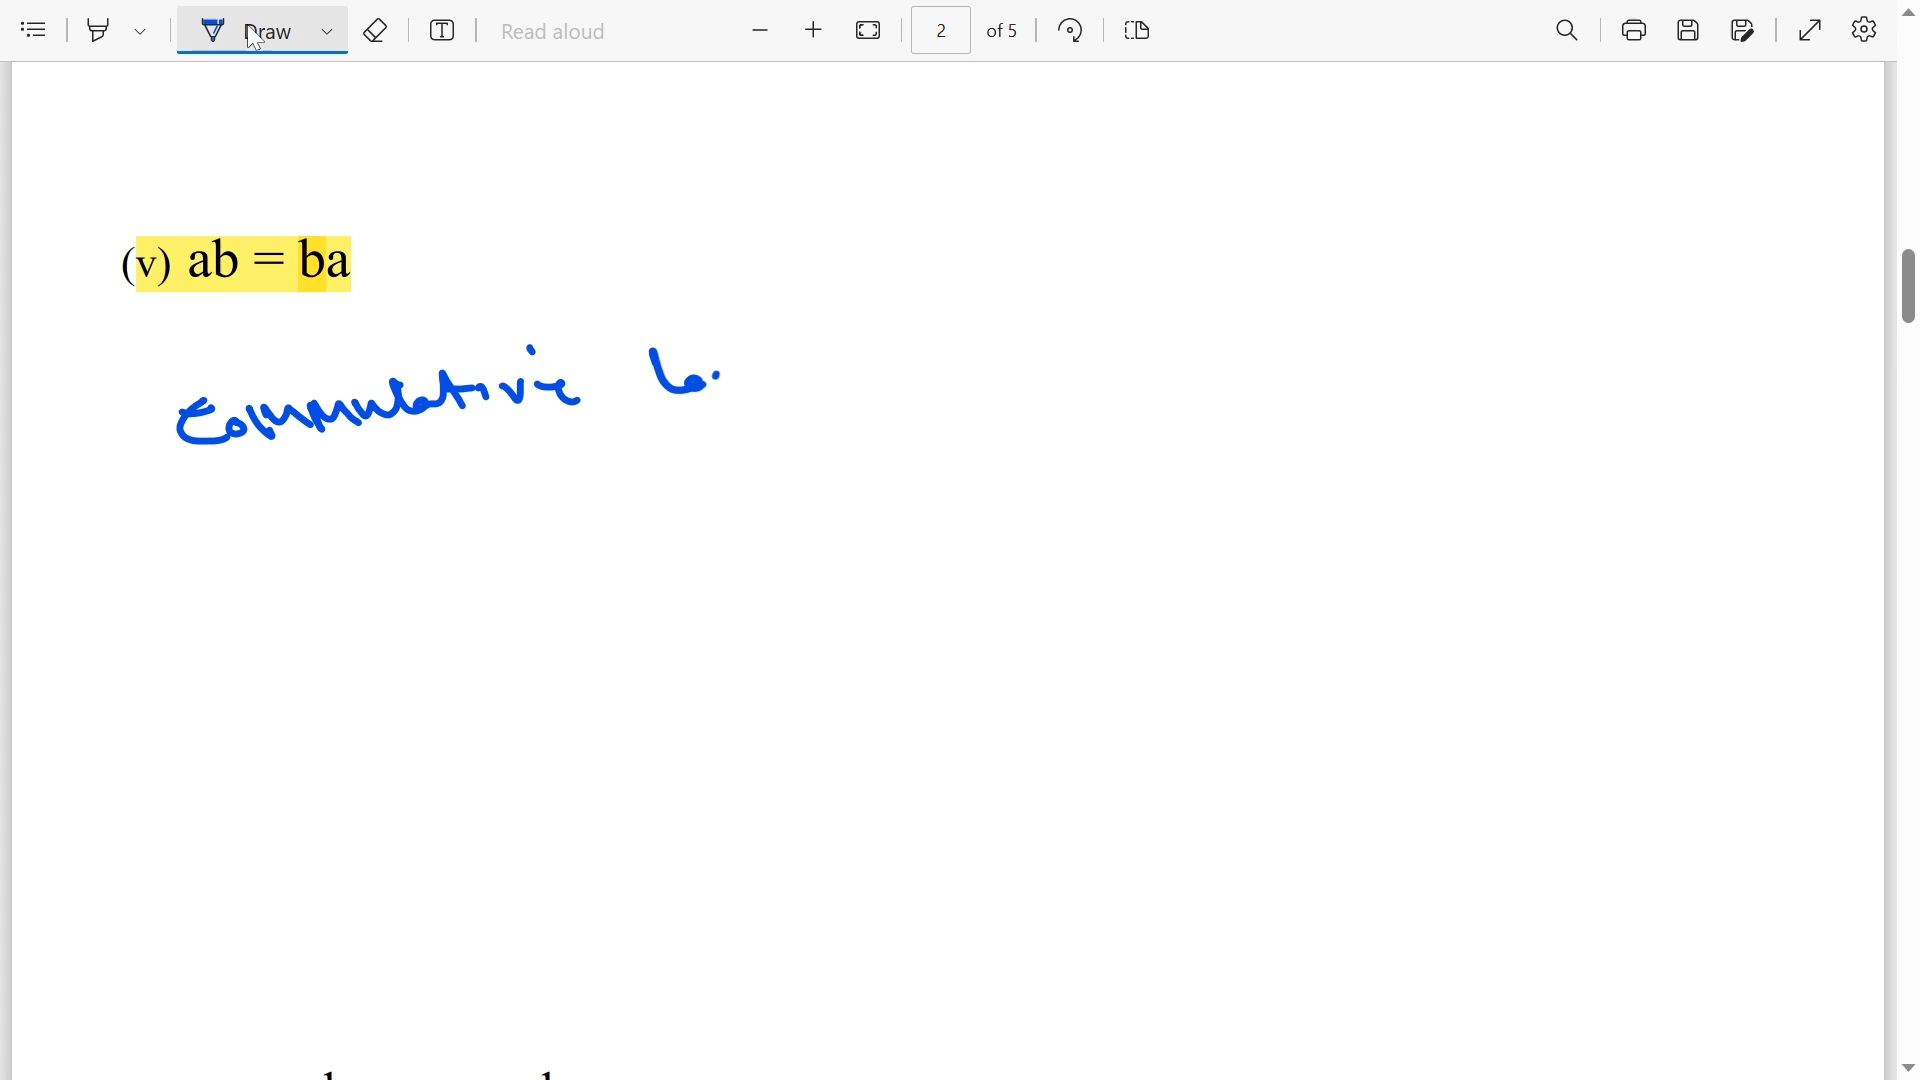 Draw Read aloud 2 of 5
(v) ab = ba
commutative